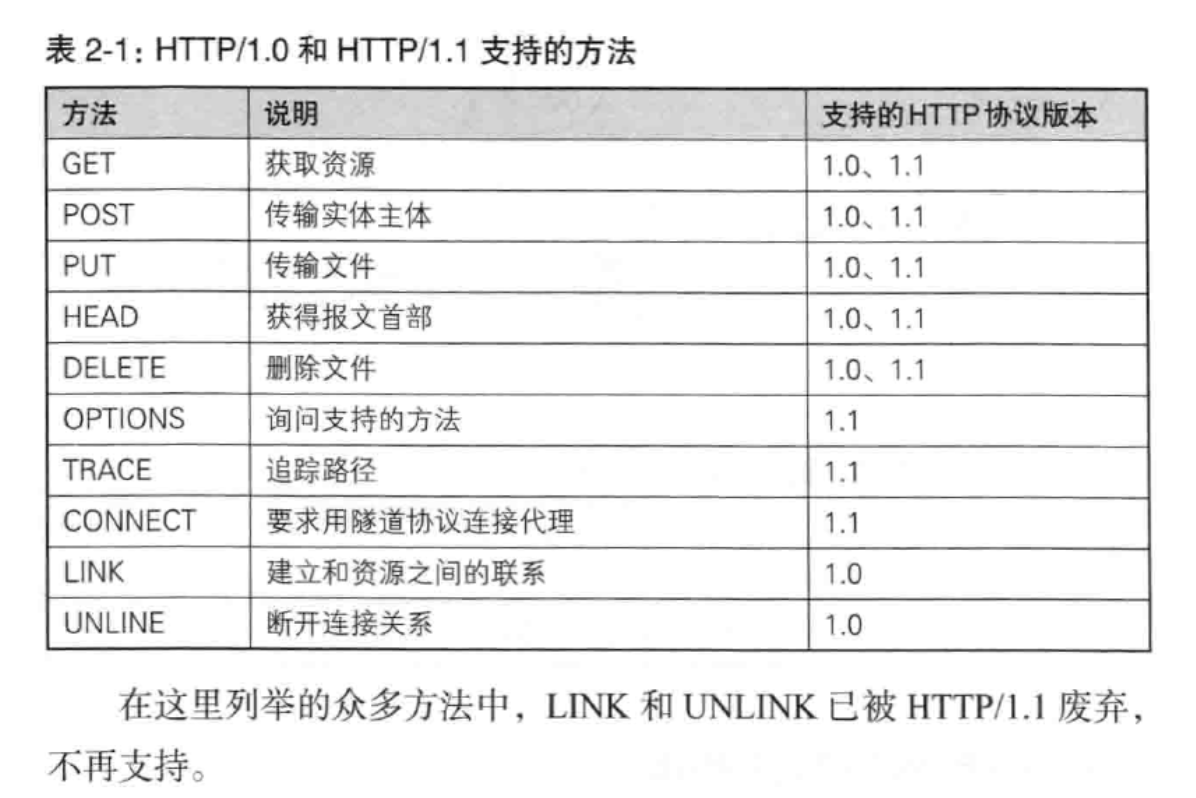 表 2-1：HTTP/1.0 和 HTTP/1.1 支持的方法
方法 说明 支持的HTTP协议版本
GET 获取资源 1.0、1.1
POST 传输实体主体 1.0、1.1
PUT 传输文件 1.0、1.1
HEAD 获得报文首部 1.0、1.1
DELETE 删除文件 1.0、1.1
OPTIONS 询问支持的方法 1.1
TRACE 追踪路径 1.1
CONNECT 要求用隧道协议连接代理 1.1
LINK 建立和资源之间的联系 1.0
UNLINE 断开连接关系 1.0
在这里列举的众多方法中，LINK 和 UNLINK 已被 HTTP/1.1 废弃，
不再支持。